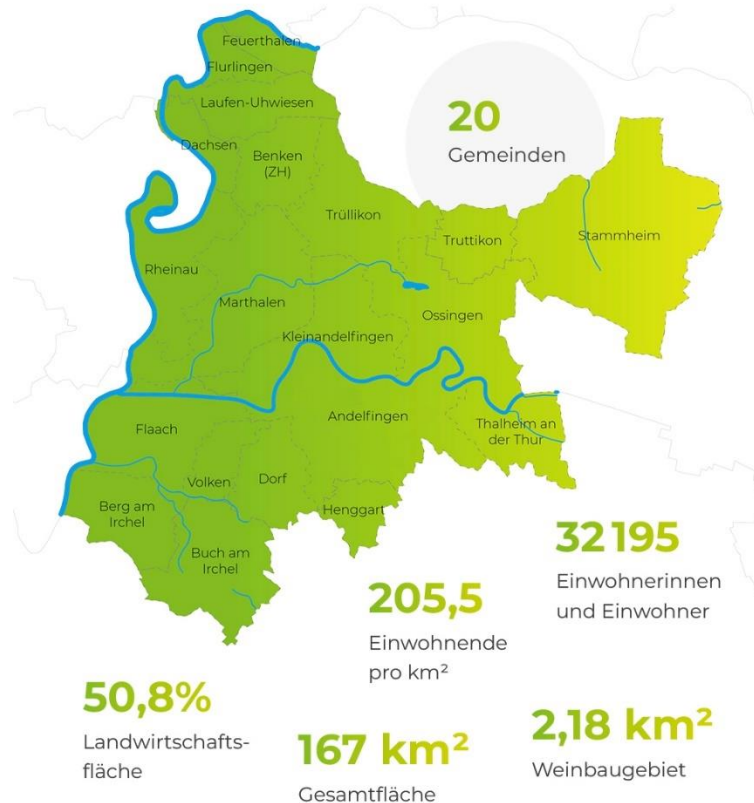 Feuerthalen
Flurlingen
Laufen-Uhwiesen
Dachsen
Benken
(ZH)
20
Gemeinden
Trüllikon
Truttikon
Stammheim
Rheinau
Marthalen
Ossingen
Kleinandelfingen
Flaach
Andelfingen
Thalheim an
der Thur
Volken
Dorf
Berg am
Irchel
Henggart
Buch am
Irchel
32 195
Einwohnerinnen
und Einwohner
205,5
Einwohnende
pro km²
50,8%
Landwirtschafts-
fläche
167 km²
Gesamtfläche
2,18 km²
Weinbaugebiet